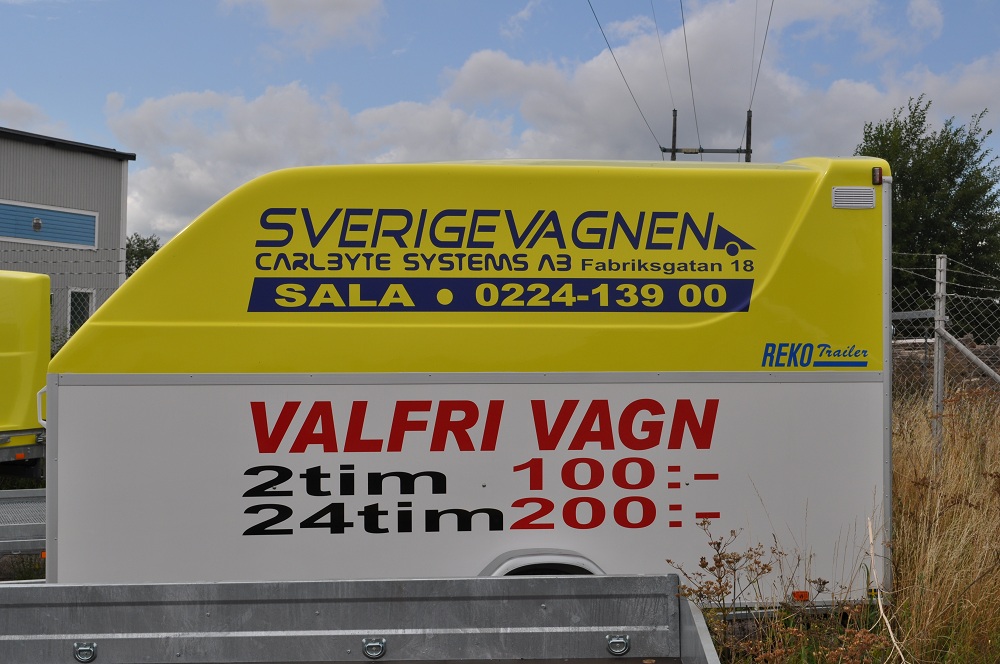 SVERIGEVAGNEN
CARLBYTE SYSTEMS AB Fabriksgatan 18
SALA • 0224-139 00
REKO Trailer
VALFRI VAGN
2tim 100:-
24tim 200:-